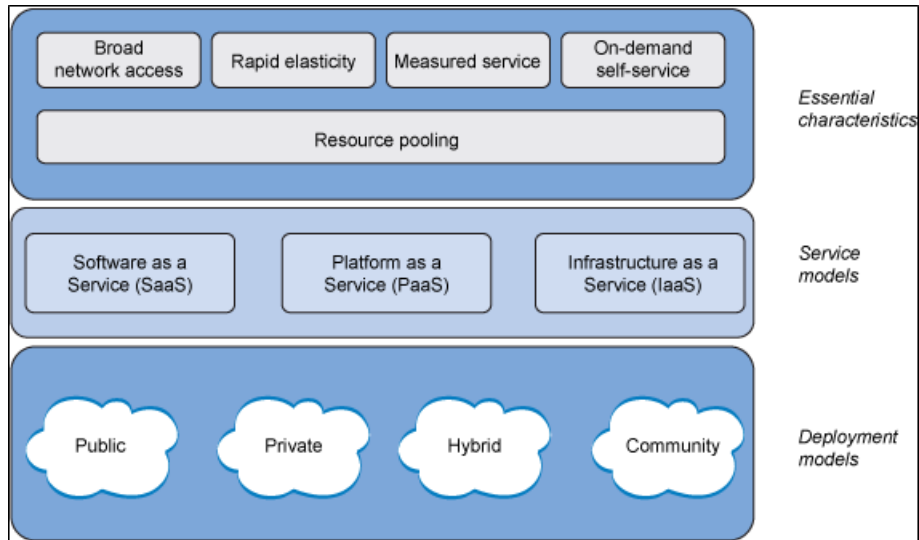 Broad
network access
Rapid elasticity
Measured service
On-demand
self-service
Resource pooling
Essential
characteristics
Software as a
Service (SaaS)
Platform as a
Service (PaaS)
Infrastructure as a
Service (IaaS)
Service
models
Public
Private
Hybrid
Community
Deployment
models